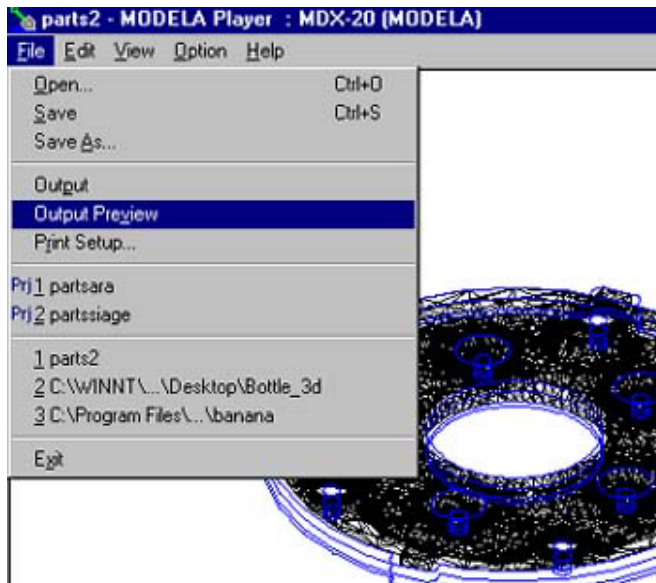 parts2 - MODELA Player : MDX-20 (MODELA)
File Edit View Option Help
Open... Ctrl+O
Save Ctrl+S
Save As...
Output
Output Preview
Print Setup...
Prj 1 partsara
Prj 2 partssiage
1 parts2
2 C:\WINNT\...\Desktop\Bottle_3d
3 C:\Program Files\...\banana
Exit